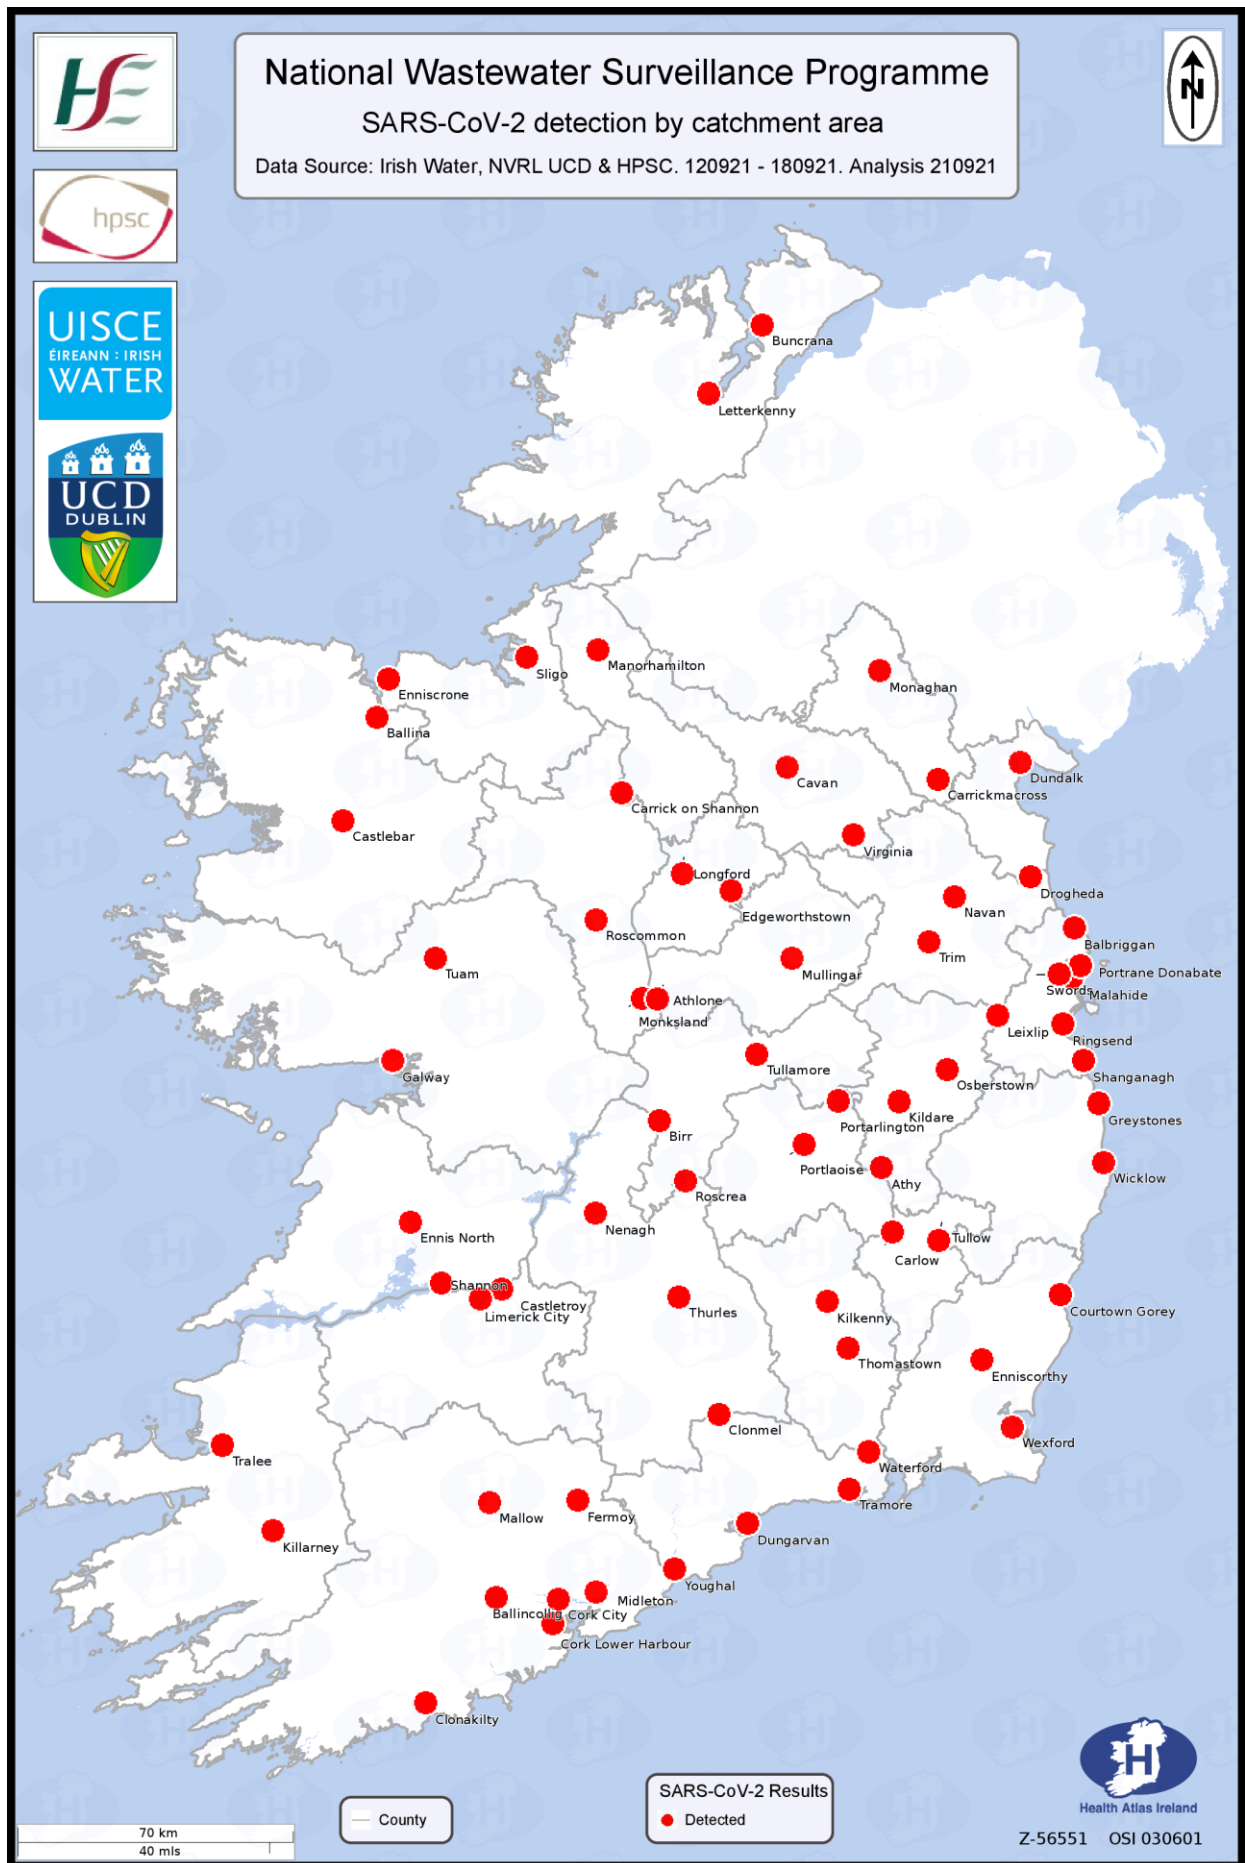 National Wastewater Surveillance Programme
SARS-CoV-2 detection by catchment area
Data Source: Irish Water, NVRL UCD & HPSC. 120921 - 180921. Analysis 210921
N
HSE
hpsc
UISCE
ÉIREANN : IRISH
WATER
UCD
DUBLIN
Buncrana
Letterkenny
Manorhamilton
Sligo
Monaghan
Enniscrone
Ballina
Dundalk
Cavan
Carrickmacross
Carrick on Shannon
Castlebar
Virginia
Longford
Drogheda
Navan
Edgeworthstown
Roscommon
Balbriggan
Trim
Tuam
Mullingar
Portrane Donabate
Swords
Malahide
Athlone
Monksland
Leixlip
Ringsend
Tullamore
Galway
Osberstown
Shanganagh
Kildare
Greystones
Portarlington
Birr
Portlaoise
Wicklow
Athy
Roscrea
Nenagh
Ennis North
Tullow
Carlow
Shannon
Castletroy
Limerick City
Thurles
Courtown Gorey
Kilkenny
Thomastown
Enniscorthy
Clonmel
Wexford
Tralee
Waterford
Tramore
Mallow
Fermoy
Dungarvan
Killarney
Youghal
Midleton
Ballincollig
Cork City
Cork Lower Harbour
Clonakilty
County
SARS-CoV-2 Results
Detected
H
Health Atlas Ireland
Z-56551 OSI 030601
70 km
40 mls